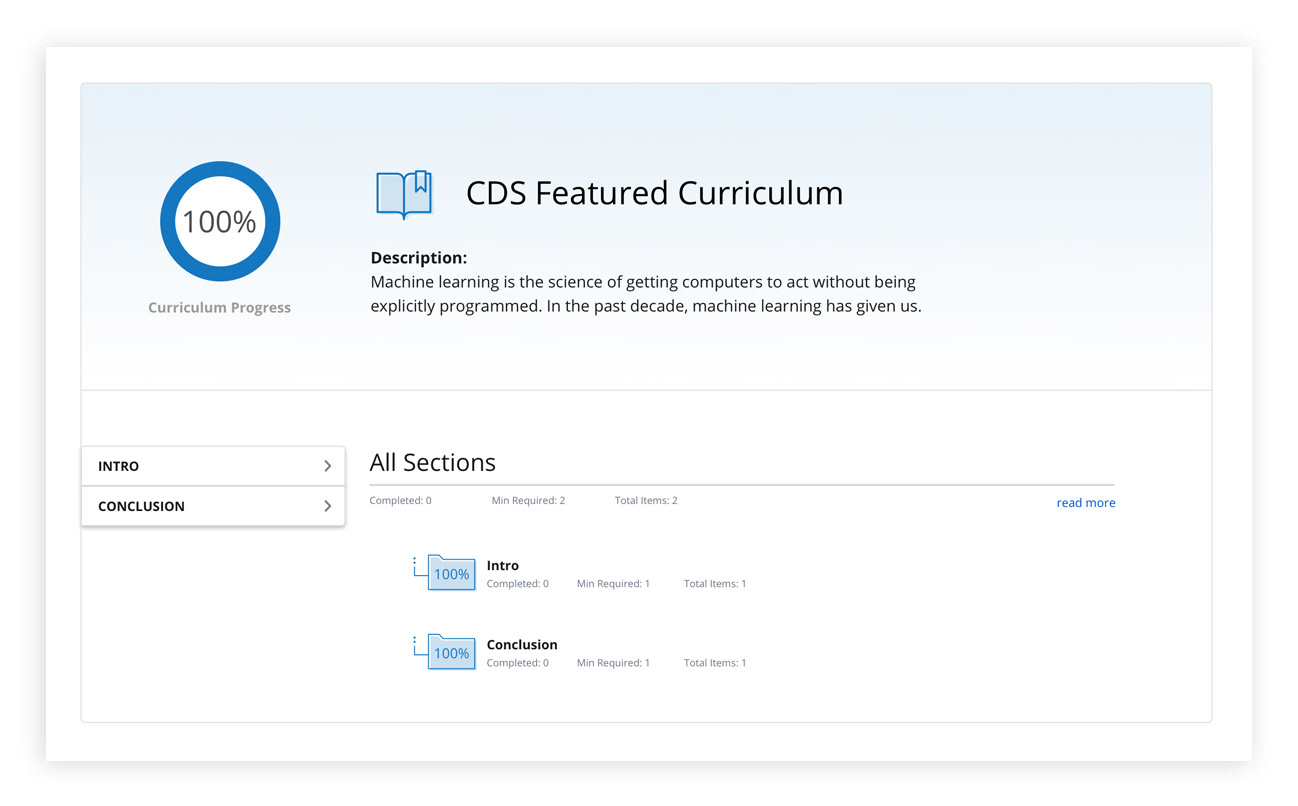 100%
Curriculum Progress
CDS Featured Curriculum
Description:
Machine learning is the science of getting computers to act without being
explicitly programmed. In the past decade, machine learning has given us.
INTRO
CONCLUSION
All Sections
Completed: 0 Min Required: 2 Total Items: 2 read more
100%
Intro
Completed: 0 Min Required: 1 Total Items: 1
100%
Conclusion
Completed: 0 Min Required: 1 Total Items: 1